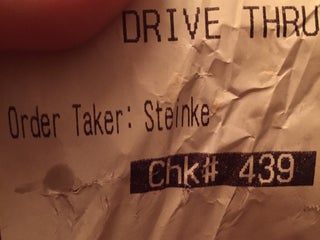 DRIVE THRU
Order Taker: Steinke
Chk# 439